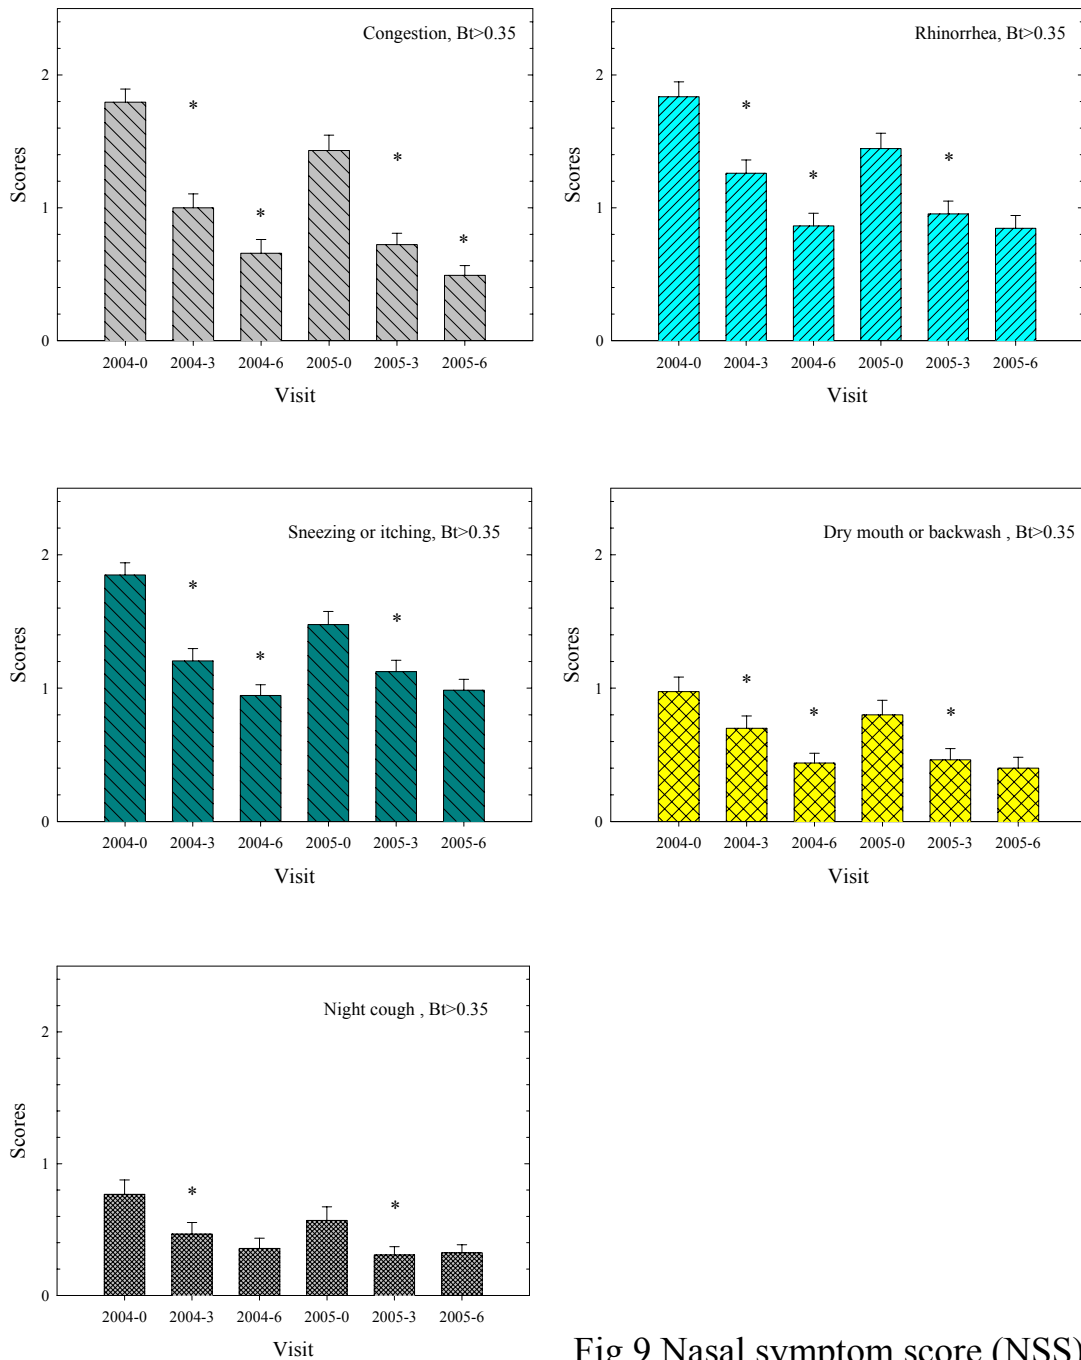 Congestion, Bt>0.35
2
1
0
Scores
*
*
*
*
2004-0 2004-3 2004-6 2005-0 2005-3 2005-6
Visit
Rhinorrhea, Bt>0.35
2
1
0
Scores
*
*
*
2004-0 2004-3 2004-6 2005-0 2005-3 2005-6
Visit
Sneezing or itching, Bt>0.35
2
1
0
Scores
*
*
*
2004-0 2004-3 2004-6 2005-0 2005-3 2005-6
Visit
Dry mouth or backwash , Bt>0.35
2
1
0
Scores
*
*
*
2004-0 2004-3 2004-6 2005-0 2005-3 2005-6
Visit
Night cough , Bt>0.35
2
1
0
Scores
*
*
2004-0 2004-3 2004-6 2005-0 2005-3 2005-6
Visit
Fig 9 Nasal symptom score (NSS)